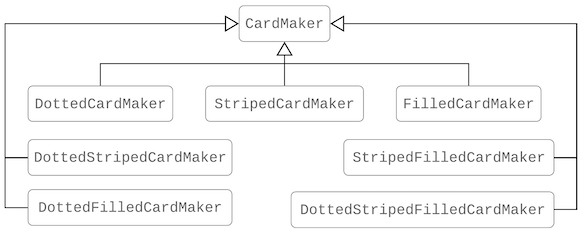 CardMaker
DottedCardMaker
StripedCardMaker
FilledCardMaker
DottedStripedCardMaker
StripedFilledCardMaker
DottedFilledCardMaker
DottedStripedFilledCardMaker